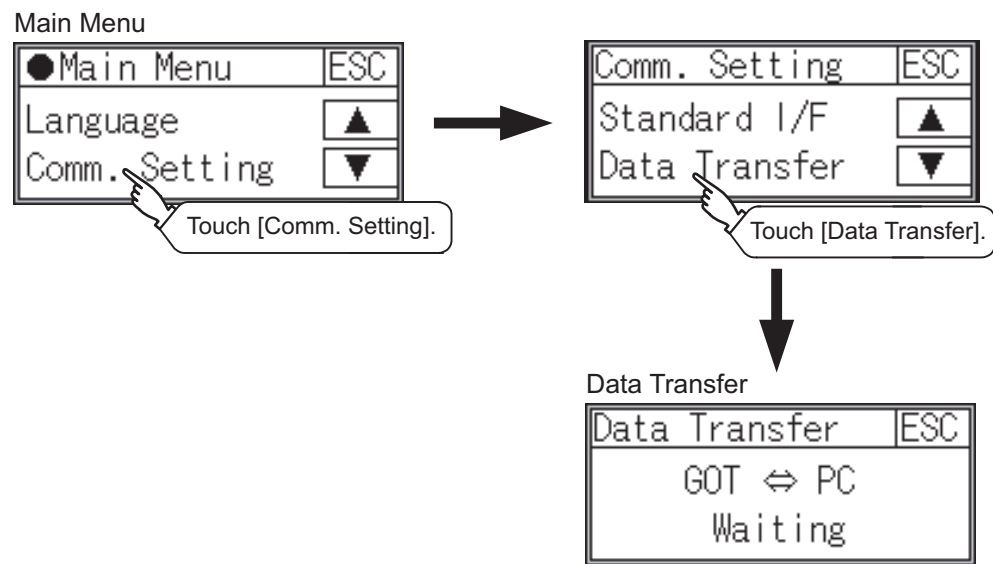 Main Menu
●Main Menu ESC
Language ▲
Comm. Setting ▼
Touch [Comm. Setting].
Comm. Setting ESC
Standard I/F ▲
Data Transfer ▼
Touch [Data Transfer].
Data Transfer
Data Transfer ESC
GOT ⇔ PC
Waiting